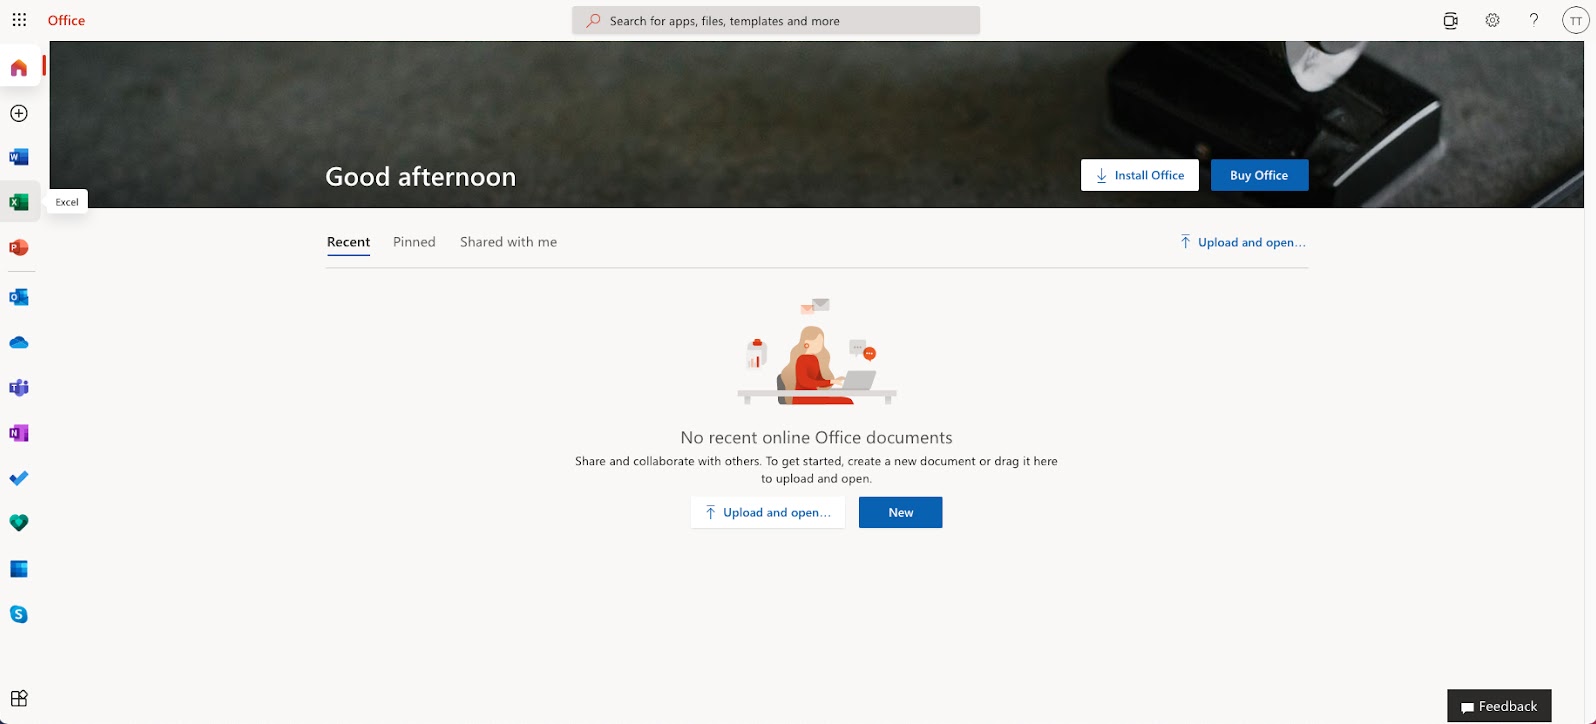 Office
Search for apps, files, templates and more
?
TT
Good afternoon
Install Office
Buy Office
W
X
Excel
P
Recent
Pinned
Shared with me
Upload and open...
O
T
N
S
No recent online Office documents
Share and collaborate with others. To get started, create a new document or drag it here
to upload and open.
Upload and open...
New
Feedback